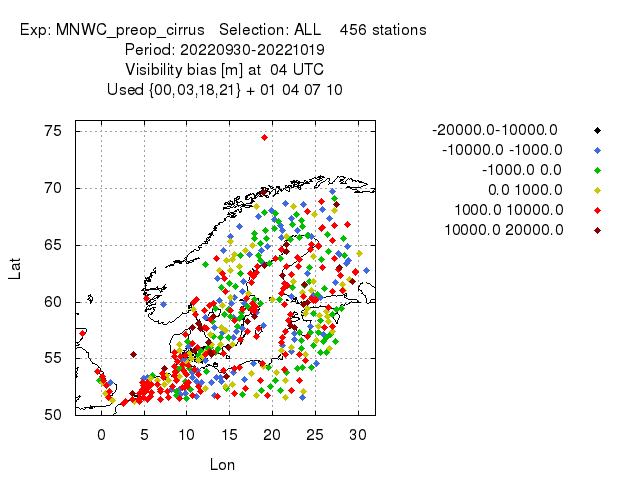 Exp: MNWC_preop_cirrus   Selection: ALL    456 stations
Period: 20220930-20221019
Visibility bias [m] at  04 UTC
Used {00,03,18,21} + 01 04 07 10
-20000.0-10000.0
-10000.0 -1000.0
-1000.0 0.0
0.0 1000.0
1000.0 10000.0
10000.0 20000.0
75
70
65
60
55
50
Lat
0 5 10 15 20 25 30
Lon